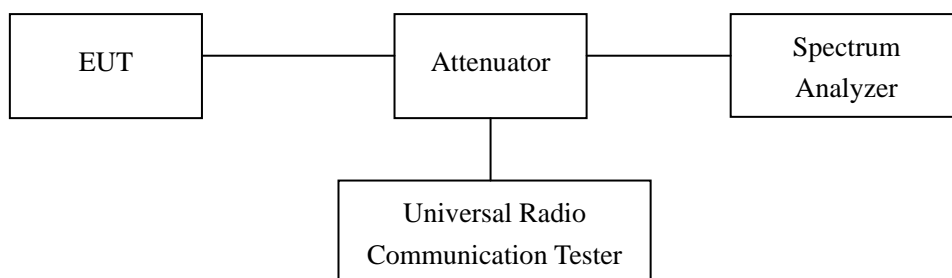 EUT
Attenuator
Spectrum
Analyzer
Universal Radio
Communication Tester